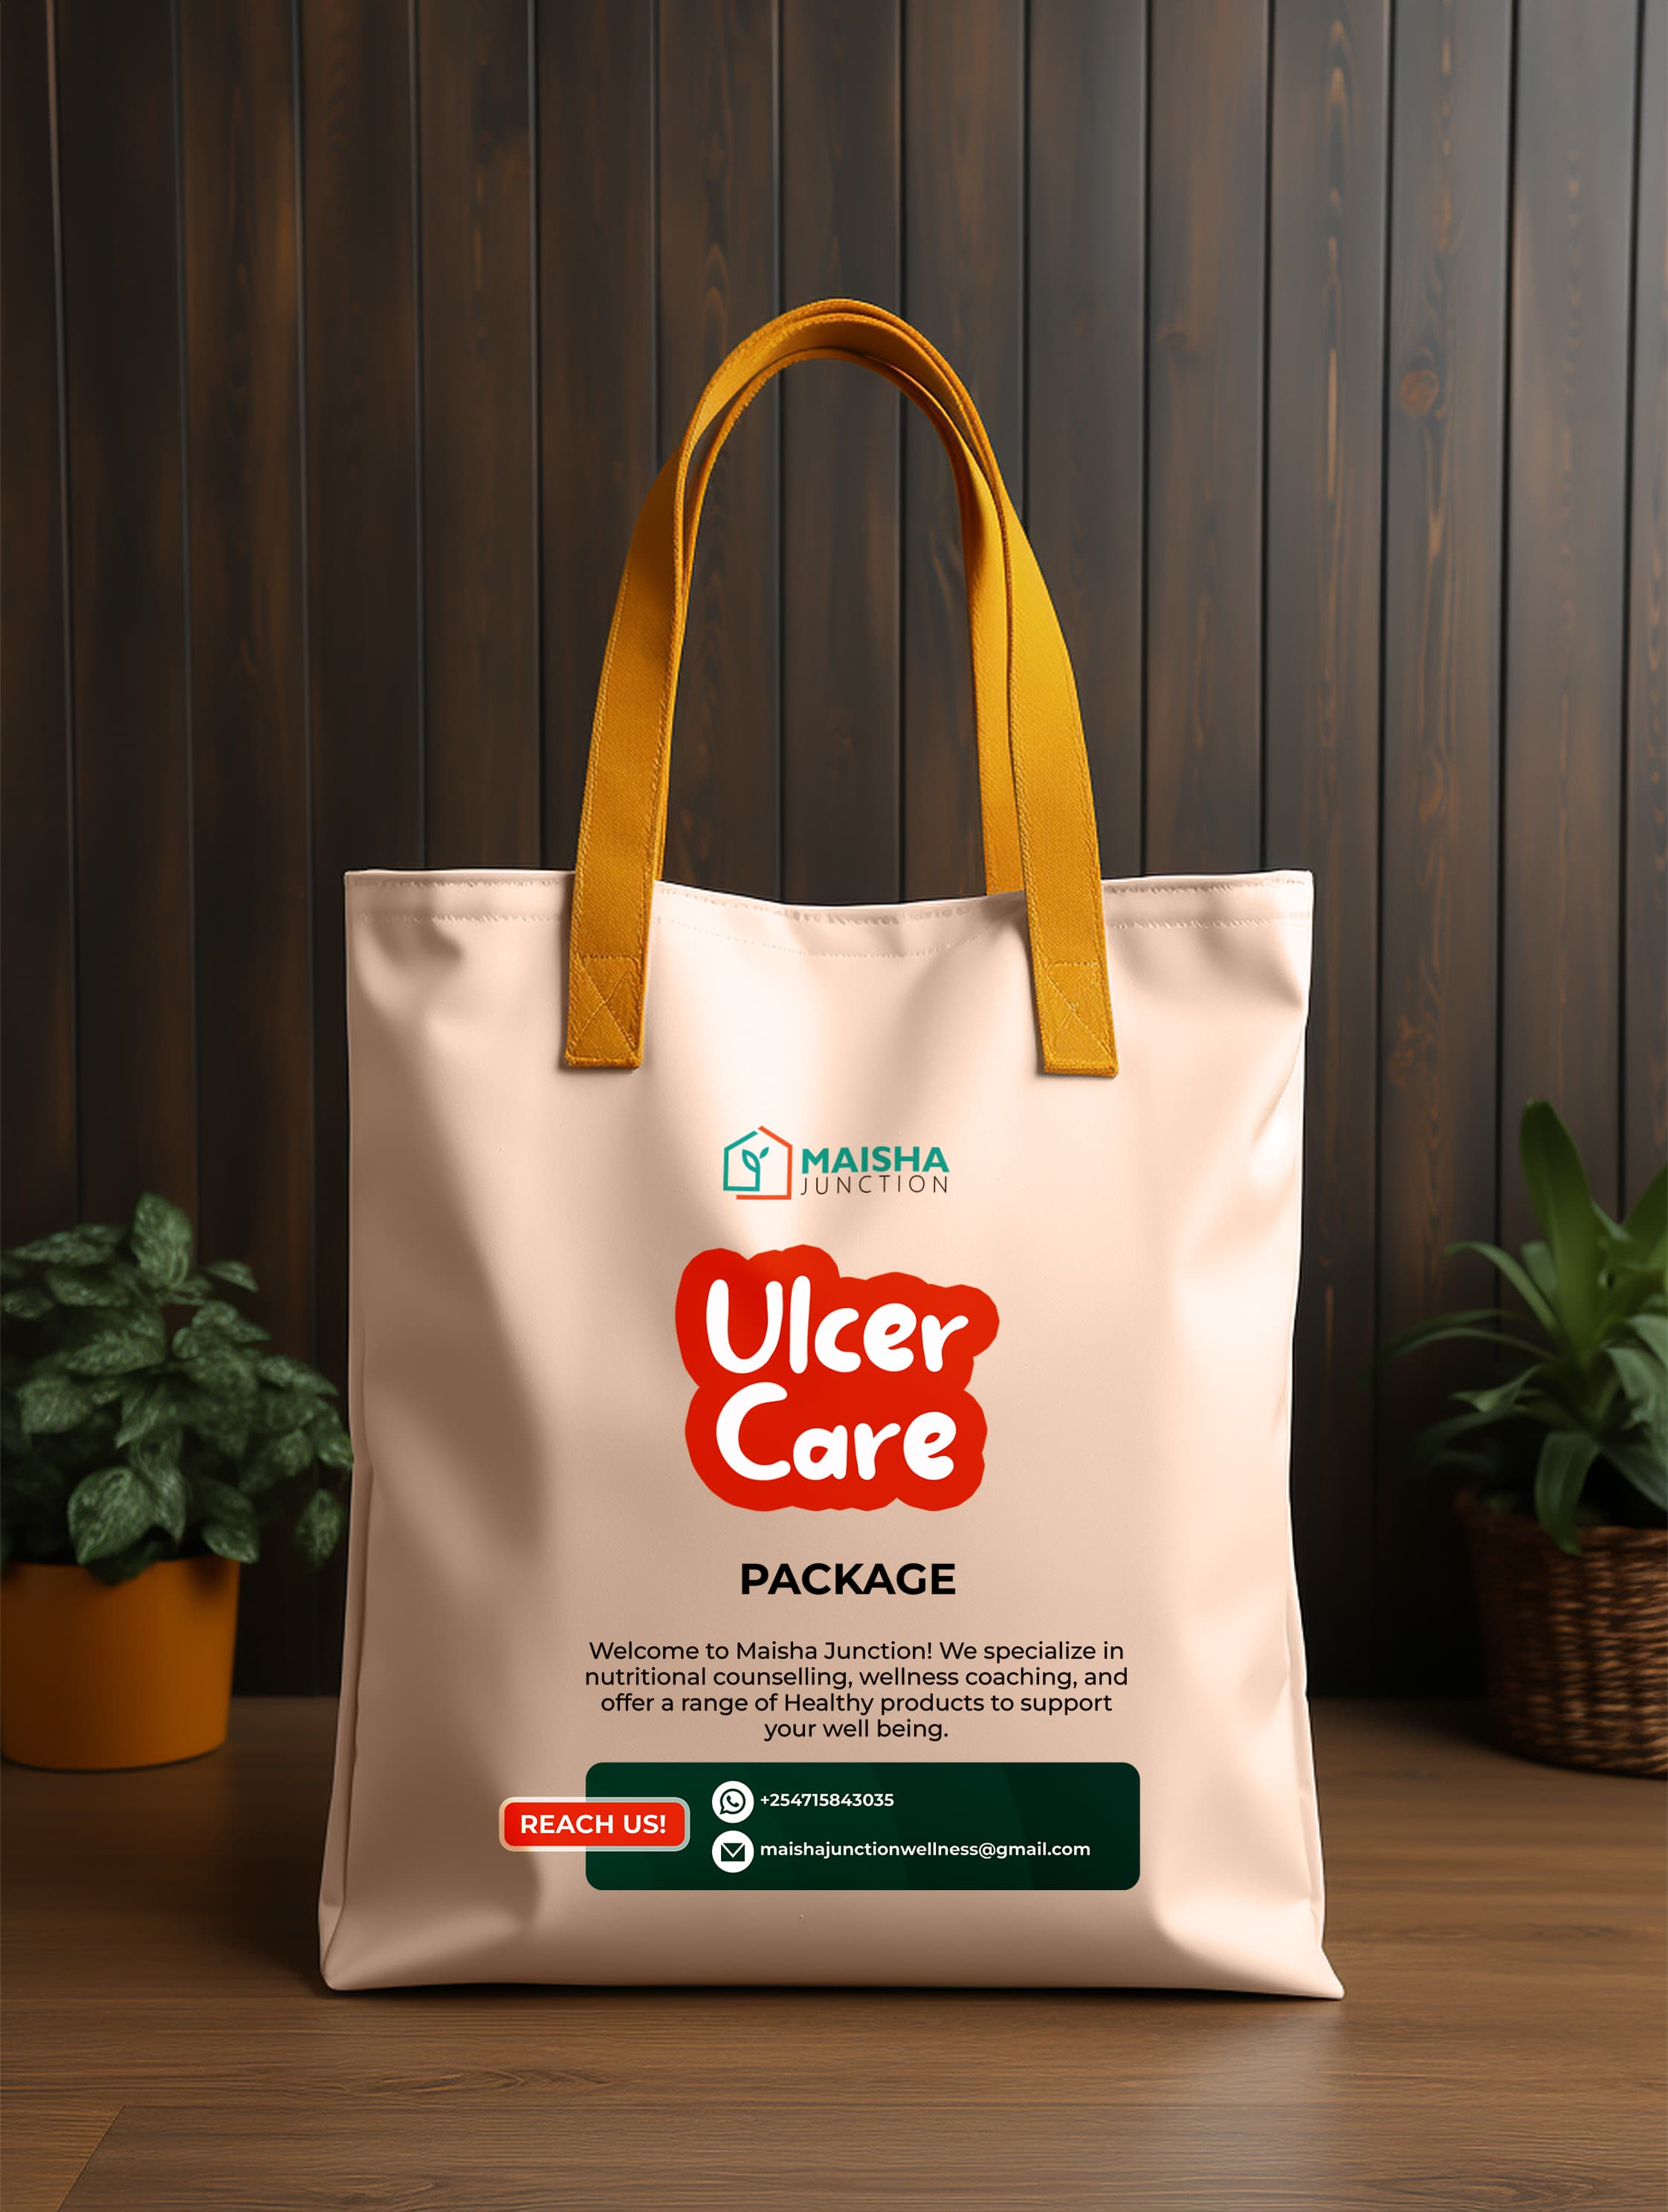 MAISHA
JUNCTION
Ulcer
Care
PACKAGE
Welcome to Maisha Junction! We specialize in
nutritional counselling, wellness coaching, and
offer a range of Healthy products to support
your well being.
REACH US!
+254715843035
maishajunctionwellness@gmail.com